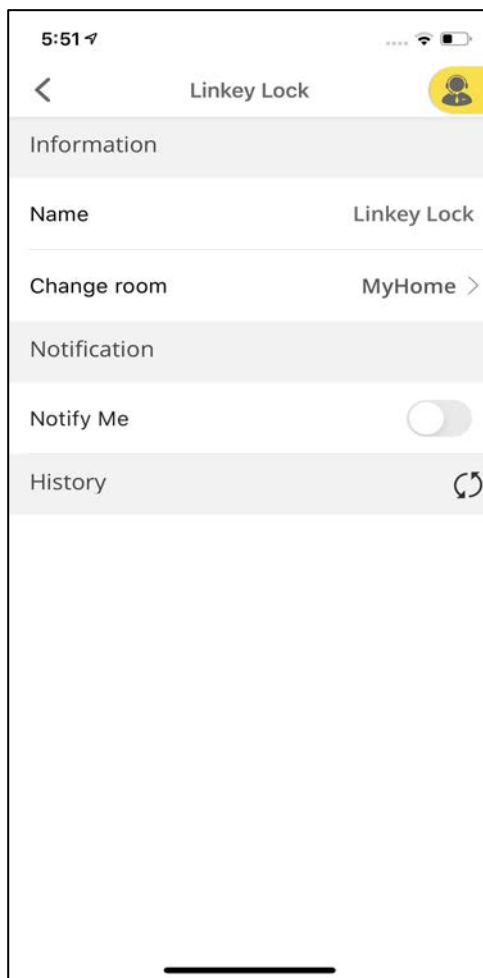 5:51
Linkey Lock
Information
Name Linkey Lock
Change room MyHome >
Notification
Notify Me
History